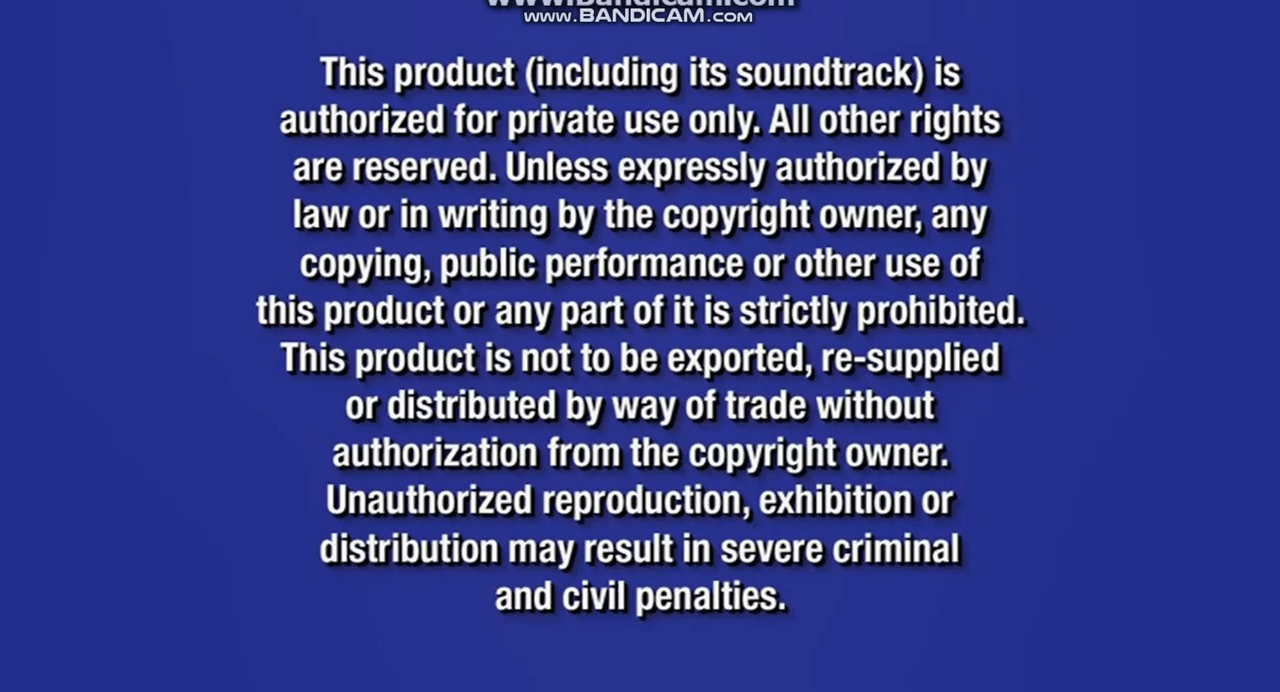 www.Bandicam.com
www.BANDICAM.com
This product (including its soundtrack) is
authorized for private use only. All other rights
are reserved. Unless expressly authorized by
law or in writing by the copyright owner, any
copying, public performance or other use of
this product or any part of it is strictly prohibited.
This product is not to be exported, re-supplied
or distributed by way of trade without
authorization from the copyright owner.
Unauthorized reproduction, exhibition or
distribution may result in severe criminal
and civil penalties.